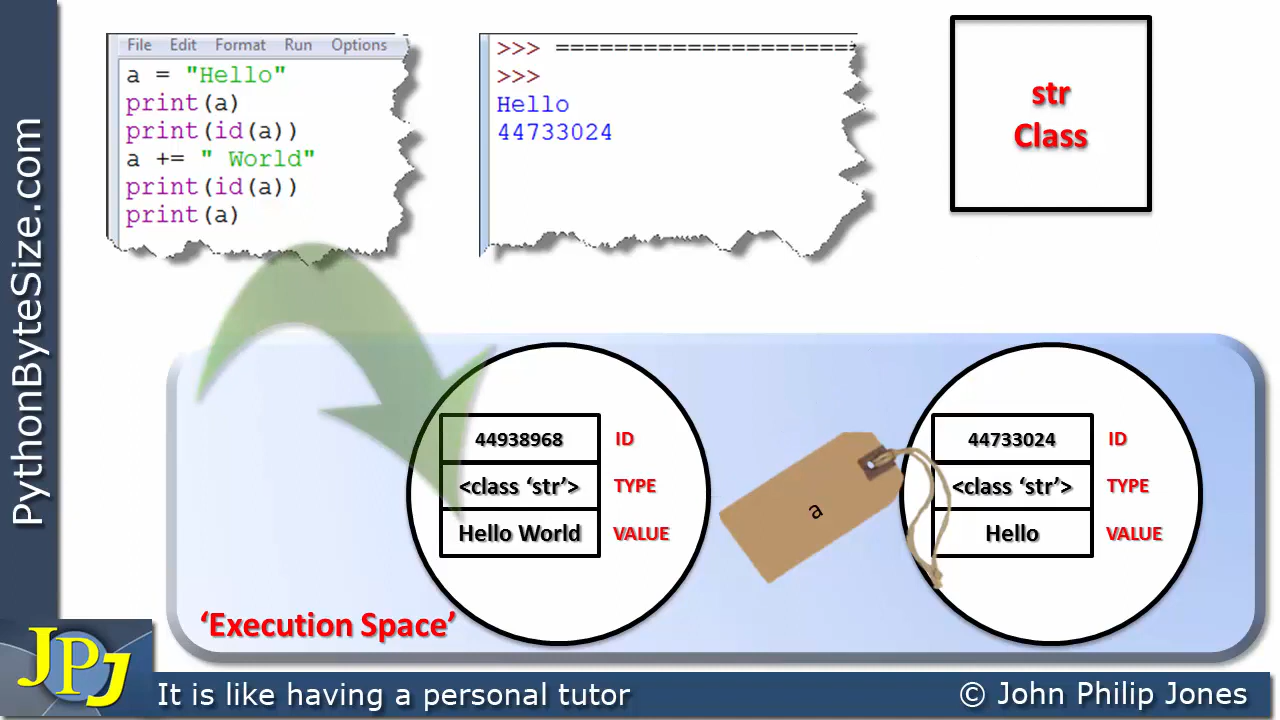 PythonByteSize.com
File Edit Format Run Options
a = "Hello"
print(a)
print(id(a))
a += " World"
print(id(a))
print(a)
>>> =====================
>>>
Hello
44733024
str
Class
44938968 ID
<class ‘str’> TYPE
Hello World VALUE
a
44733024 ID
<class ‘str’> TYPE
Hello VALUE
‘Execution Space’
JPJ
It is like having a personal tutor
© John Philip Jones